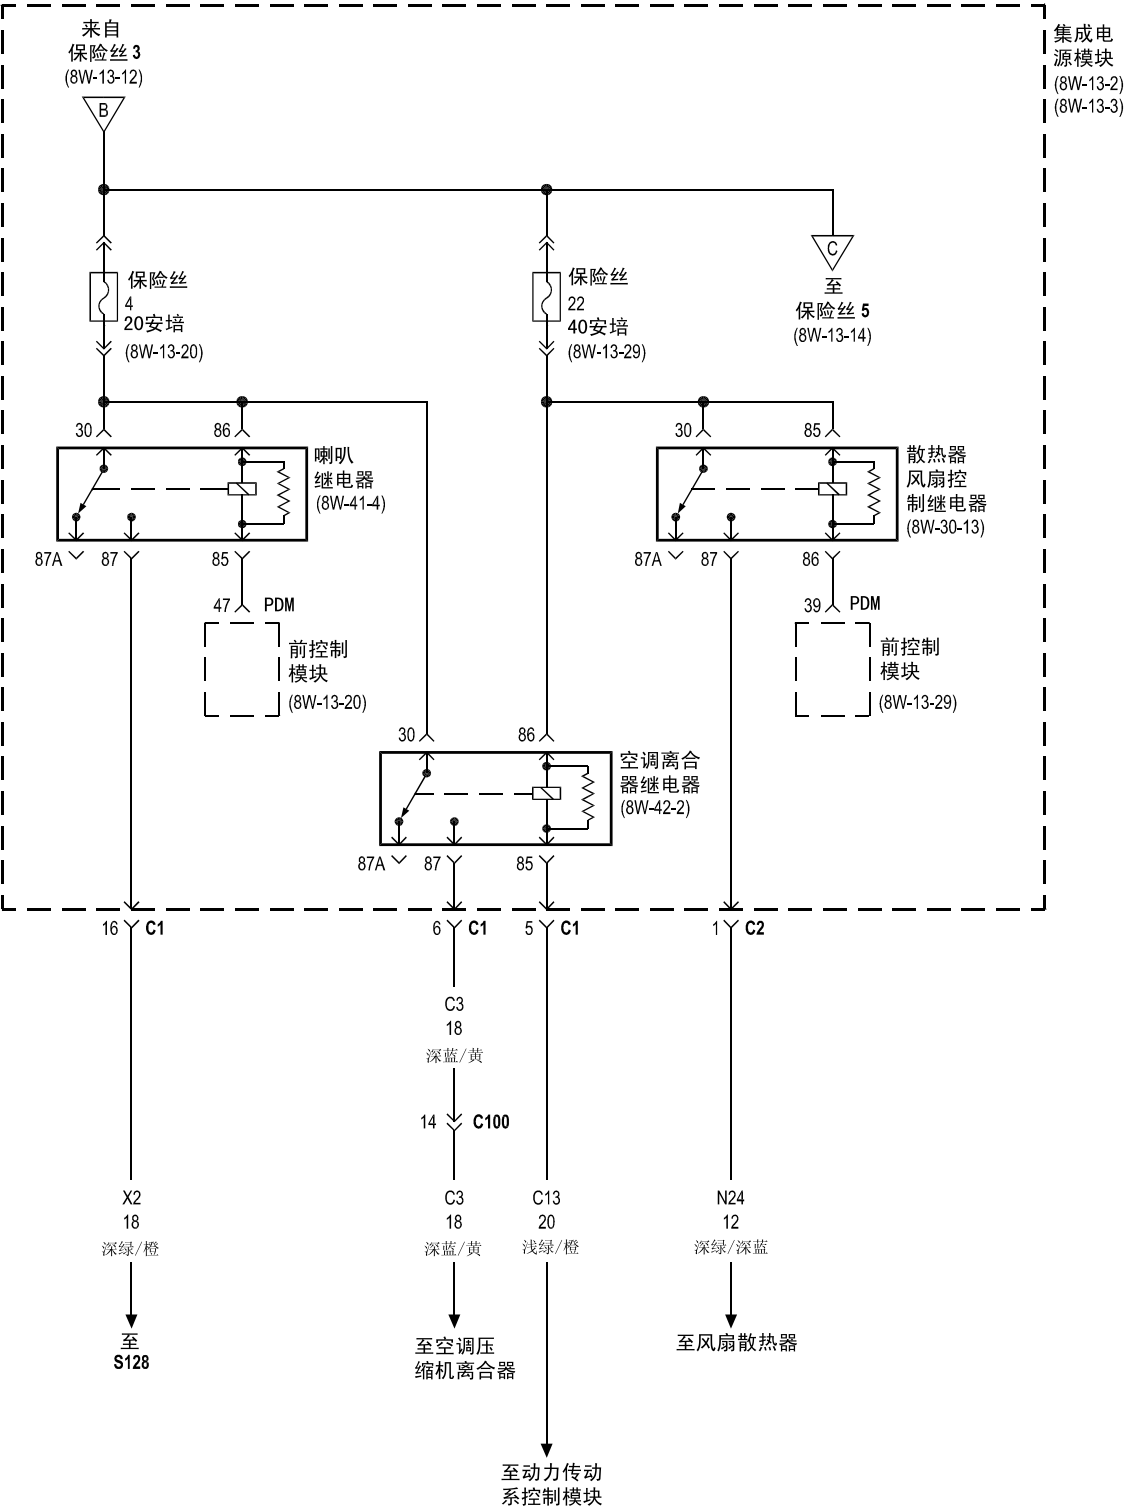 来自
保险丝 3
(8W-13-12)
B
集成电
源模块
(8W-13-2)
(8W-13-3)
保险丝
4
20安培
(8W-13-20)
保险丝
22
40安培
(8W-13-29)
C
至
保险丝 5
(8W-13-14)
30
86
喇叭
继电器
(8W-41-4)
87A
87
85
30
85
散热器
风扇控
制继电器
(8W-30-13)
87A
87
86
47
PDM
前控制
模块
(8W-13-20)
39
PDM
前控制
模块
(8W-13-29)
30
86
空调离合
器继电器
(8W-42-2)
87A
87
85
16
C1
6
C1
5
C1
1
C2
C3
18
深蓝/黄
14
C100
X2
18
深绿/橙
至
S128
C3
18
深蓝/黄
至空调压
缩机离合器
C13
20
浅绿/橙
至动力传动
系控制模块
N24
12
深绿/深蓝
至风扇散热器